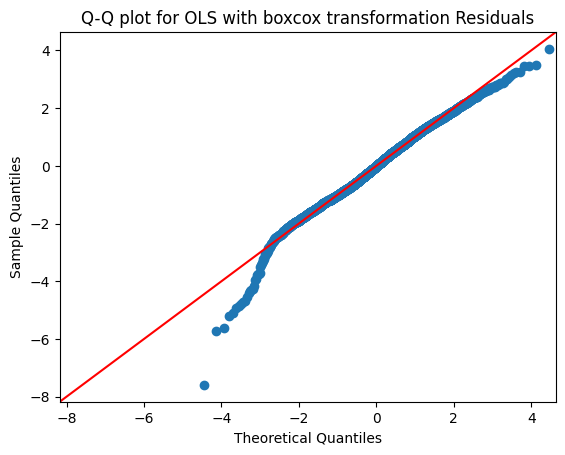 Q-Q plot for OLS with boxcox transformation Residuals
4
2
0
−2
−4
−6
−8
Sample Quantiles
−8 −6 −4 −2 0 2 4
Theoretical Quantiles